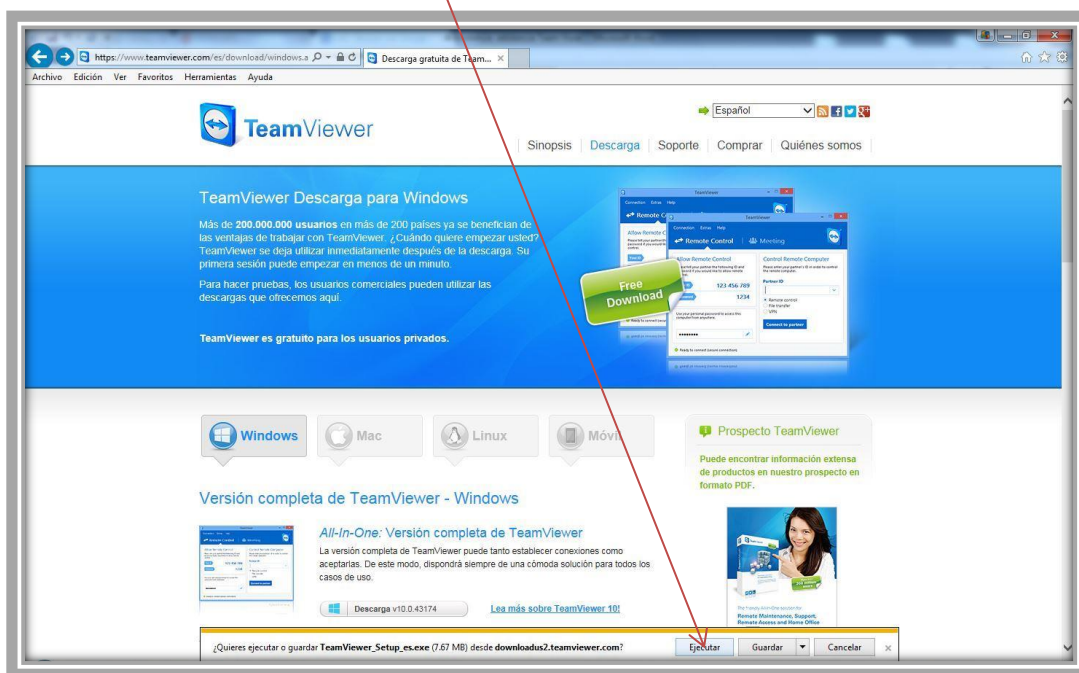 https://www.teamviewer.com/es/download/windows.a
Descarga gratuita de Team...
Archivo Edición Ver Favoritos Herramientas Ayuda
TeamViewer
Español
Sinopsis Descarga Soporte Comprar Quiénes somos
TeamViewer Descarga para Windows
Más de 200.000.000 usuarios en más de 200 países ya se benefician de
las ventajas de trabajar con TeamViewer. ¿Cuándo quiere empezar usted?
TeamViewer se deja utilizar inmediatamente después de la descarga. Su
primera sesión puede empezar en menos de un minuto.
Para hacer pruebas, los usuarios comerciales pueden utilizar las
descargas que ofrecemos aquí.
TeamViewer es gratuito para los usuarios privados.
Free
Download
TeamViewer
Connection Extras Help
Remote Control Meeting
Allow Remote Control
123 456 789
1234
Control Remote Computer
Partner ID
Remote control
File transfer
VPN
Connect to partner
Ready to connect (secure connection)
Windows Mac Linux Móvil
Prospecto TeamViewer
Puede encontrar información extensa
de productos en nuestro prospecto en
formato PDF.
Versión completa de TeamViewer - Windows
All-In-One: Versión completa de TeamViewer
La versión completa de TeamViewer puede tanto establecer conexiones como
aceptarlas. De este modo, dispondrá siempre de una cómoda solución para todos los
casos de uso.
Descarga v10.0.43174
Lea más sobre TeamViewer 10!
Remote Maintenance, Support,
Remote Access and Home Office
¿Quieres ejecutar o guardar TeamViewer_Setup_es.exe (7.67 MB) desde downloadus2.teamviewer.com?
Ejecutar Guardar Cancelar